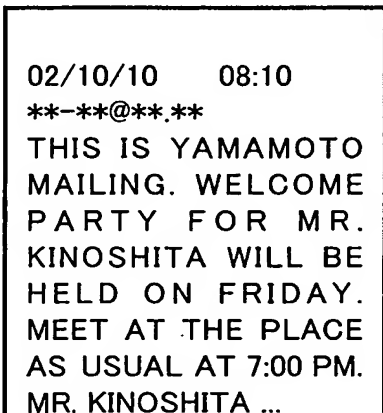 02/10/10 08:10
**-**@**.**
THIS IS YAMAMOTO
MAILING. WELCOME
PARTY FOR MR.
KINOSHITA WILL BE
HELD ON FRIDAY.
MEET AT THE PLACE
AS USUAL AT 7:00 PM.
MR. KINOSHITA ...